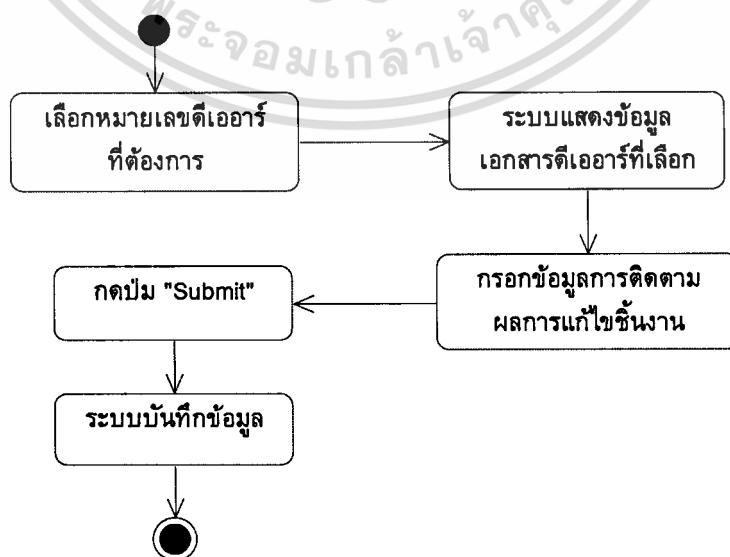 พระจอมเกล้าเจ้าคุ
เลือกหมายเลขดีเออาร์
ที่ต้องการ
ระบบแสดงข้อมูล
เอกสารดีเออาร์ที่เลือก
กรอกข้อมูลการติดตาม
ผลการแก้ไขชิ้นงาน
กดปุ่ม "Submit"
ระบบบันทึกข้อมูล